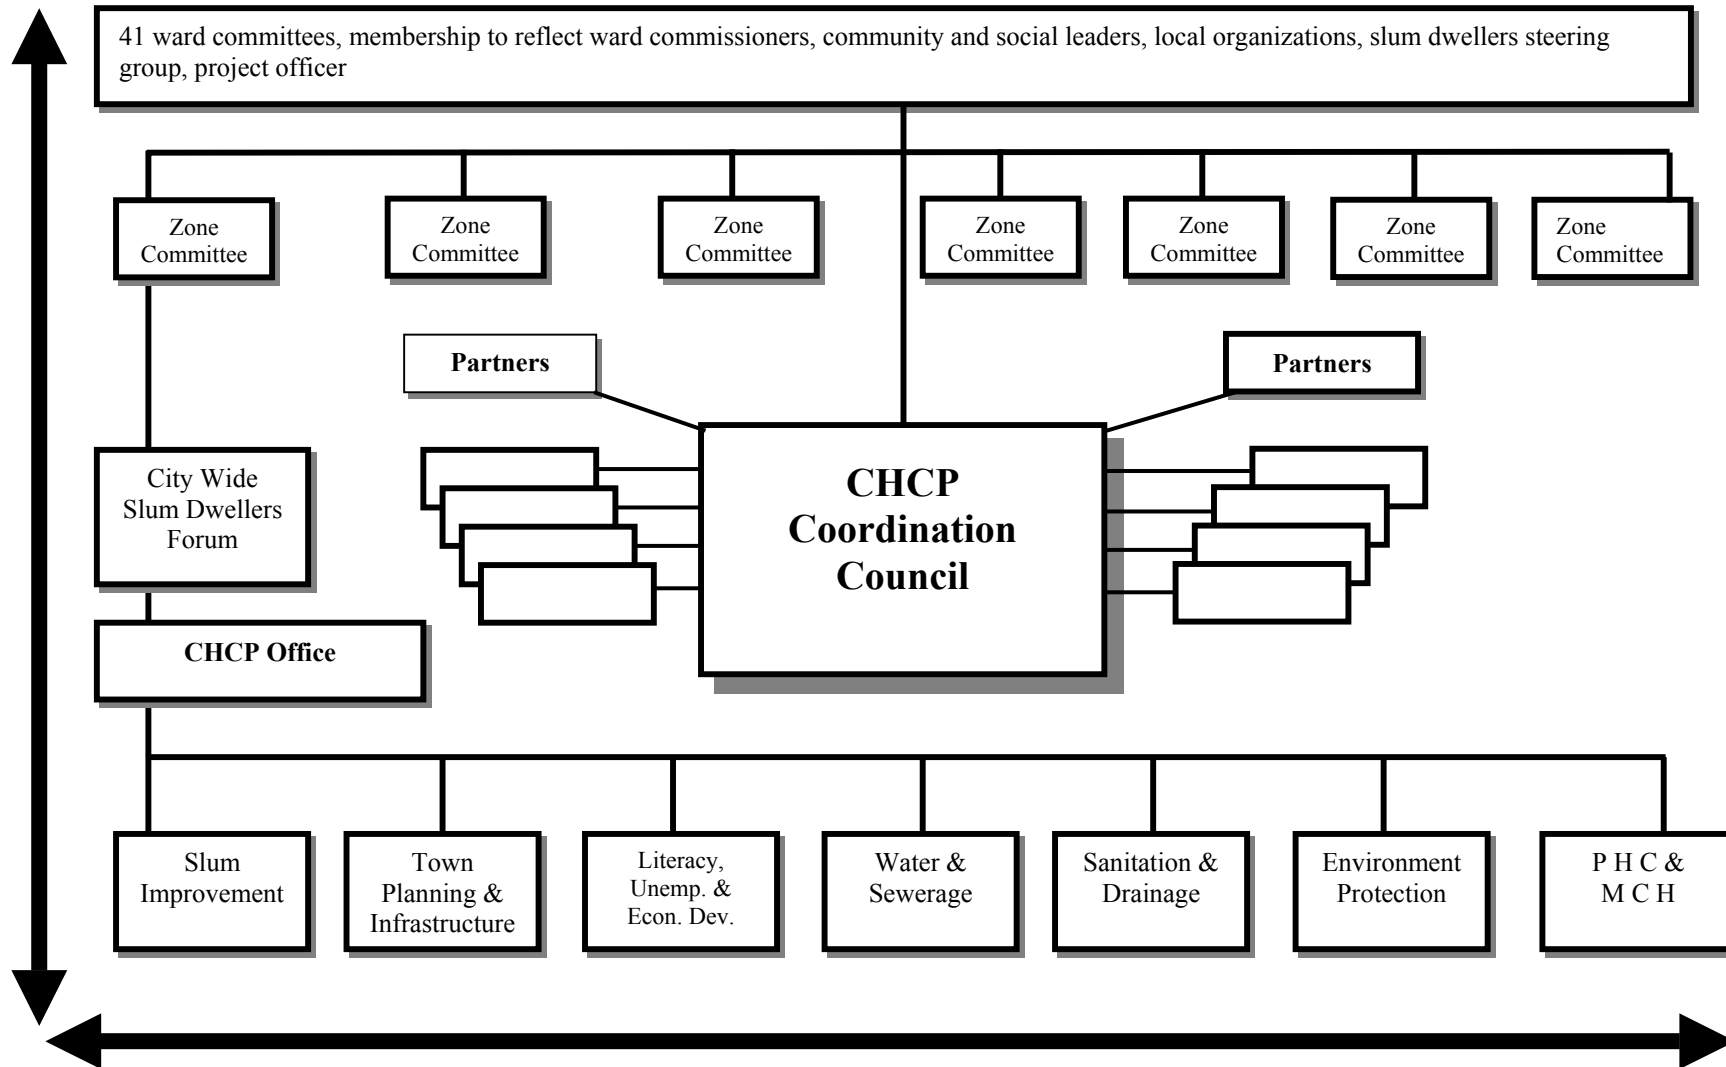 41 ward committees, membership to reflect ward commissioners, community and social leaders, local organizations, slum dwellers steering
group, project officer
Zone
Committee
Zone
Committee
Zone
Committee
Zone
Committee
Zone
Committee
Zone
Committee
Zone
Committee
Partners
Partners
City Wide
Slum Dwellers
Forum
CHCP
Coordination
Council
CHCP Office
Slum
Improvement
Town
Planning &
Infrastructure
Literacy,
Unemp. &
Econ. Dev.
Water &
Sewerage
Sanitation &
Drainage
Environment
Protection
P H C &
M C H